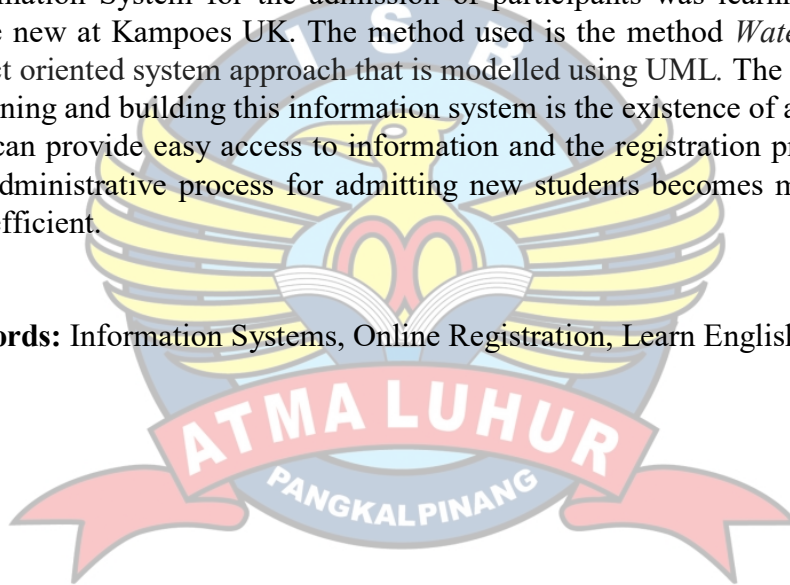 mation System for the admission of participants was learn
e new at Kampoes UK. The method used is the method Wate
ct oriented system approach that is modelled using UML. The
ning and building this information system is the existence of a
can provide easy access to information and the registration pr
dministrative process for admitting new students becomes m
fficient.
ords: Information Systems, Online Registration, Learn English
I S B
ATMA LUHUR
PANGKALPINANG